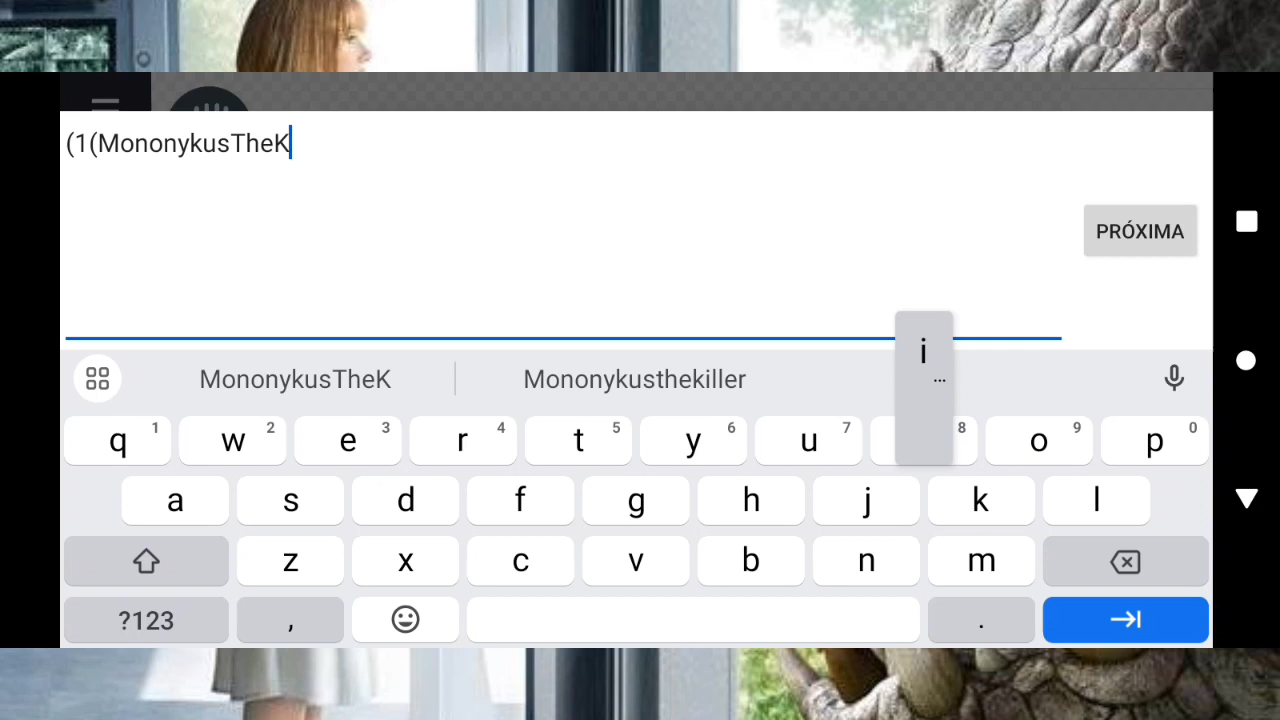 (1(MononykusTheK
PRÓXIMA
i
...
MononykusTheK Mononykusthekiller
q 1 w 2 e 3 r 4 t 5 y 6 u 7 8 o 9 p 0
a s d f g h j k l
z x c v b n m
?123 , .